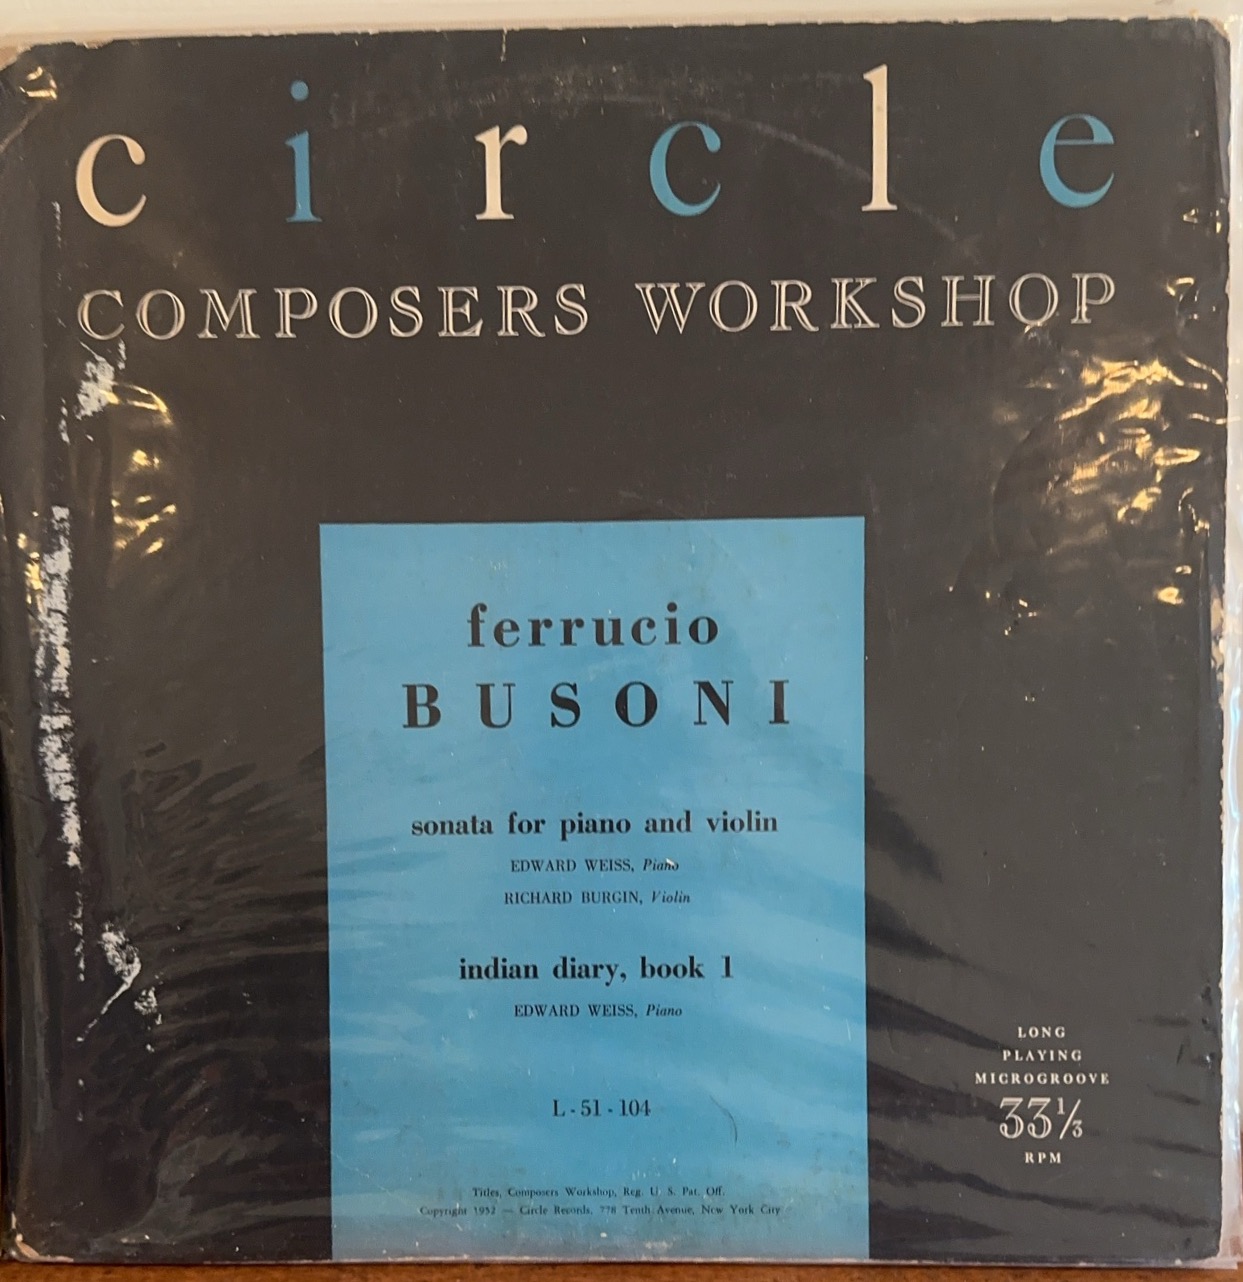 circle
COMPOSERS WORKSHOP
ferrucio
BUSONI
sonata for piano and violin
EDWARD WEISS, Piano
RICHARD BURGIN, Violin
indian diary, book 1
EDWARD WEISS, Piano
L-51-104
LONG
PLAYING
MICROGROOVE
33⅓
RPM
Titles, Composers Workshop, Reg. U. S. Pat. Off.
Copyright 1952 — Circle Records, 778 Tenth Avenue, New York City